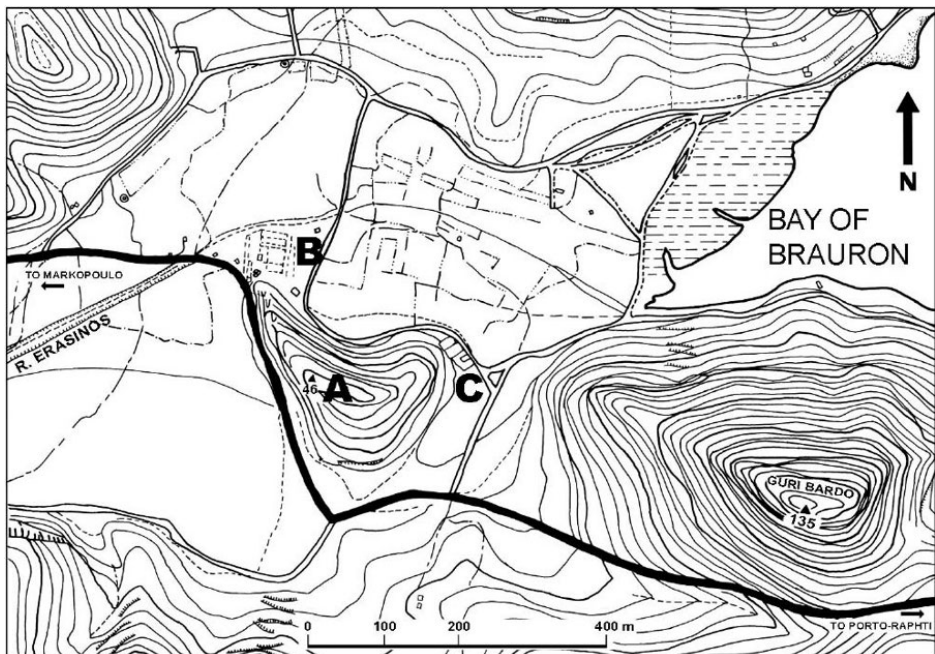 N
BAY OF
BRAURON
B
TO MARKOPOULO
R. ERASINOS
46
A
C
GURI BARDO
135
TO PORTO-RAPHTI
0 100 200 400 m